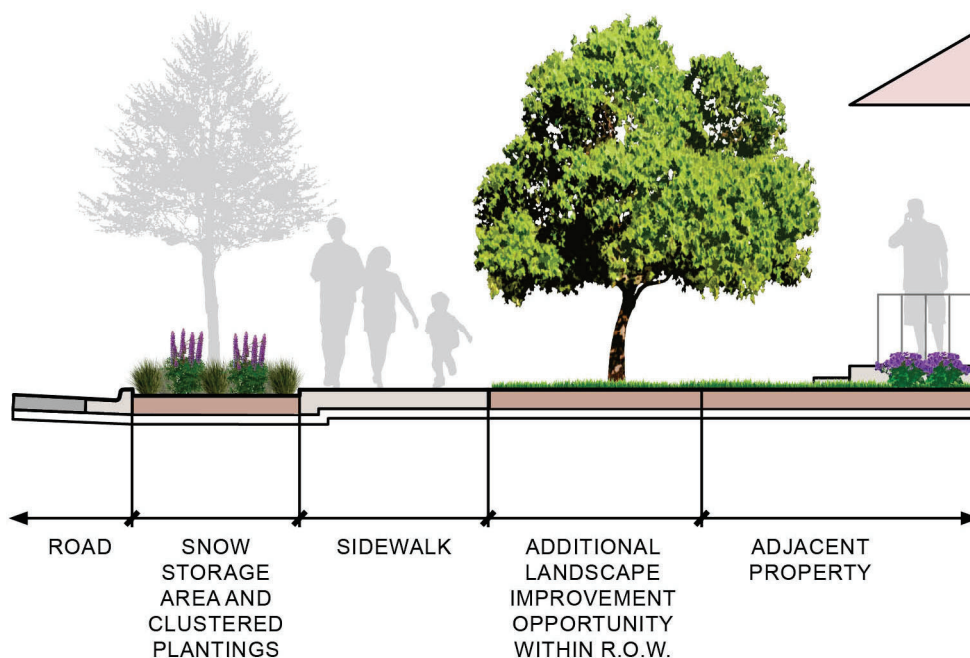 ROAD
SNOW
STORAGE
AREA AND
CLUSTERED
PLANTINGS
SIDEWALK
ADDITIONAL
LANDSCAPE
IMPROVEMENT
OPPORTUNITY
WITHIN R.O.W.
ADJACENT
PROPERTY